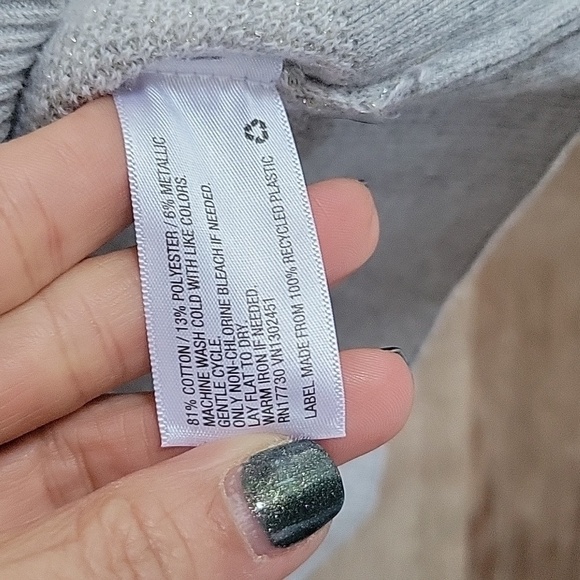 81% COTTON / 13% POLYESTER / 6% METALLIC
MACHINE WASH COLD WITH LIKE COLORS.
GENTLE CYCLE.
ONLY NON-CHLORINE BLEACH IF NEEDED.
LAY FLAT TO DRY.
WARM IRON IF NEEDED.
RN17730 VN1302451
LABEL MADE FROM 100% RECYCLED PLASTIC